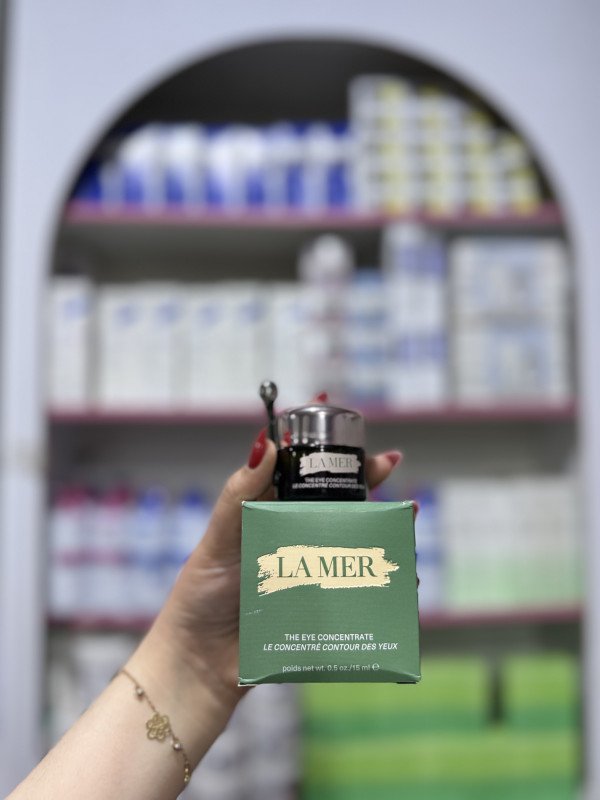 LA MER
THE EYE CONCENTRATE
LE CONCENTRÉ CONTOUR DES YEUX
LA MER
THE EYE CONCENTRATE
LE CONCENTRÉ CONTOUR DES YEUX
poids net wt. 0.5 oz./15 ml ℮